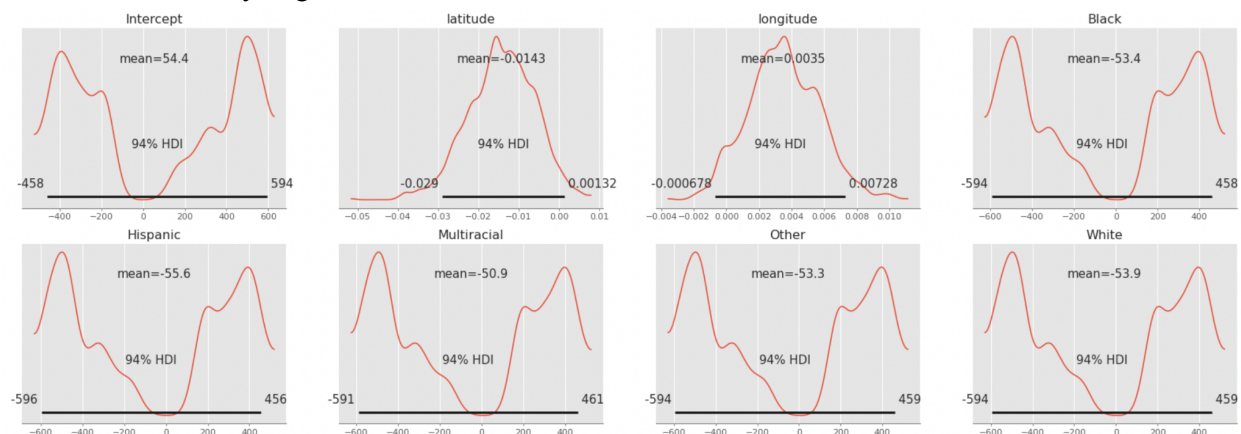 Intercept
mean=54.4
94% HDI
-458 594
−400 −200 0 200 400 600
latitude
mean=-0.0143
94% HDI
-0.029 0.00132
−0.05 −0.04 −0.03 −0.02 −0.01 0.00 0.01
longitude
mean=0.0035
94% HDI
-0.000678 0.00728
−0.004 −0.002 0.000 0.002 0.004 0.006 0.008 0.010
Black
mean=-53.4
94% HDI
-594 458
−600 −400 −200 0 200 400
Hispanic
mean=-55.6
94% HDI
-596 456
−600 −400 −200 0 200 400
Multiracial
mean=-50.9
94% HDI
-591 461
−600 −400 −200 0 200 400
Other
mean=-53.3
94% HDI
-594 459
−600 −400 −200 0 200 400
White
mean=-53.9
94% HDI
-594 459
−600 −400 −200 0 200 400